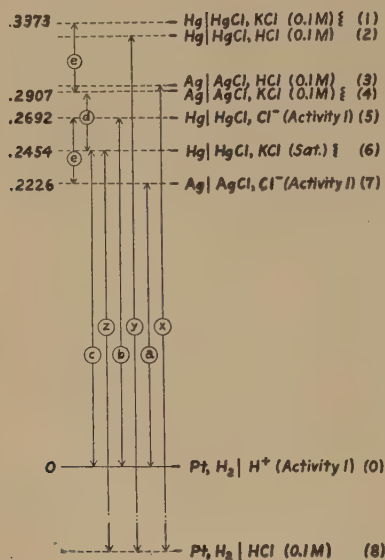 .3373 Hg | HgCl, KCl (0.1M) ⦚ (1)
Hg | HgCl, HCl (0.1M) (2)
e
Ag | AgCl, HCl (0.1M) (3)
.2907 Ag | AgCl, KCl (0.1M) ⦚ (4)
d
.2692 Hg | HgCl, Cl⁻ (Activity 1) (5)
.2454 Hg | HgCl, KCl (Sat.) ⦚ (6)
e
.2226 Ag | AgCl, Cl⁻ (Activity 1) (7)
z y x
c b a
0 Pt, H₂ | H⁺ (Activity 1) (0)
Pt, H₂ | HCl (0.1M) (8)